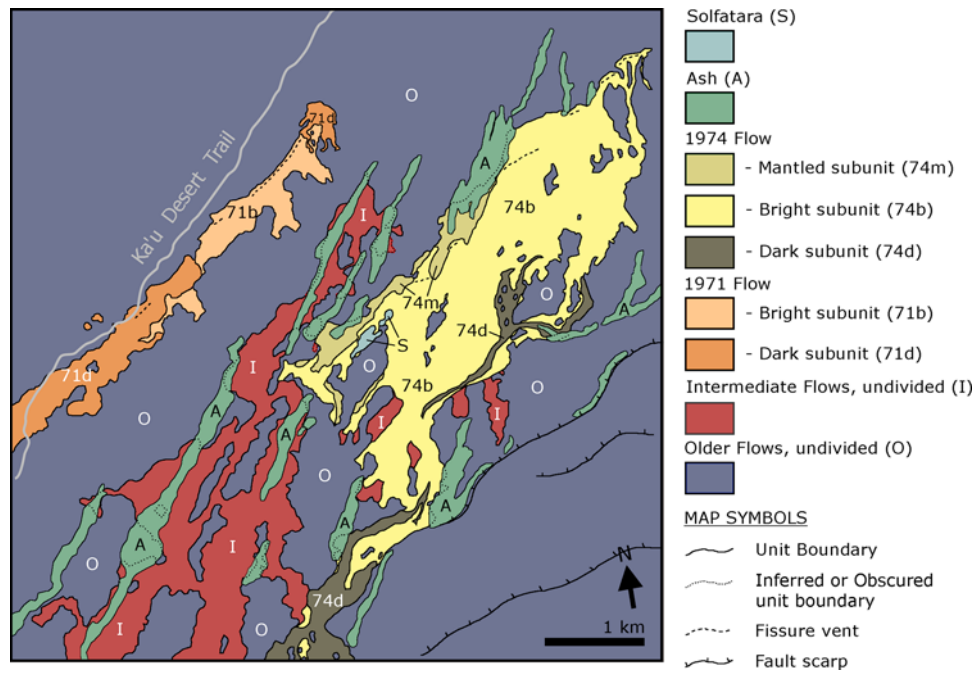 Solfatara (S)
Ash (A)
1974 Flow
- Mantled subunit (74m)
- Bright subunit (74b)
- Dark subunit (74d)
1971 Flow
- Bright subunit (71b)
- Dark subunit (71d)
Intermediate Flows, undivided (I)
Older Flows, undivided (O)
MAP SYMBOLS
Unit Boundary
Inferred or Obscured
unit boundary
Fissure vent
Fault scarp
Ka'u Desert Trail
O
71d
A
71b
I
74b
74m
O
74d
A
S
I
O
71d
74b
O
A
I
I
O
A
O
A
A
A
I
N
O
74d
I
O
1 km